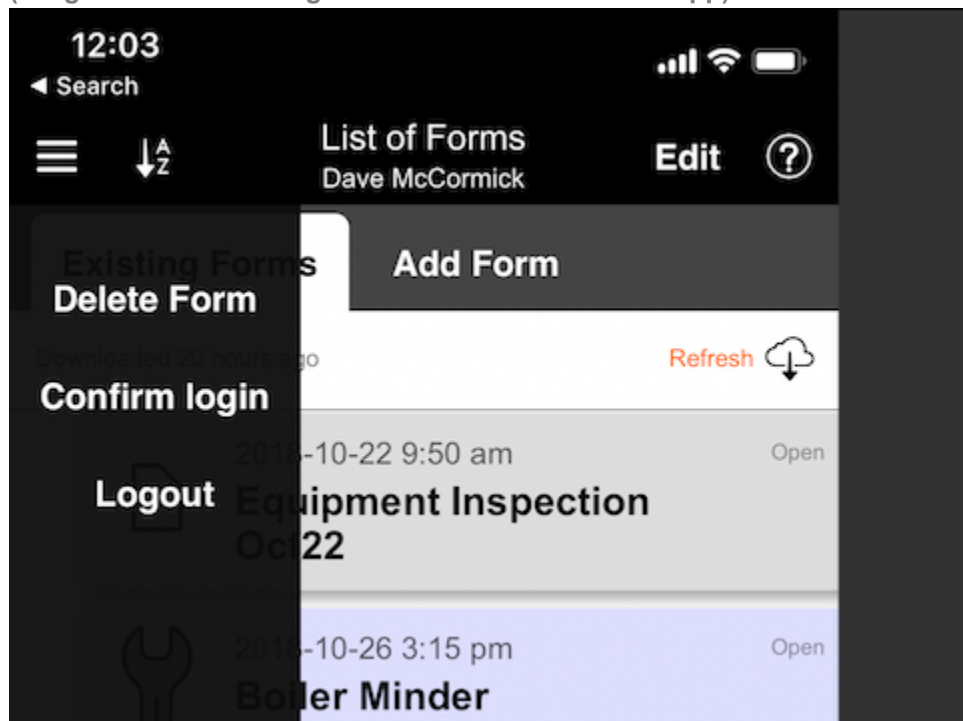 12:03
◀ Search
List of Forms
Dave McCormick
Edit
?
A
Z
Existing Forms
Add Form
Delete Form
Downloaded 20 hours ago
Refresh
Confirm login
2018-10-22 9:50 am
Open
Logout
Equipment Inspection
Oct22
2018-10-26 3:15 pm
Open
Boiler Minder